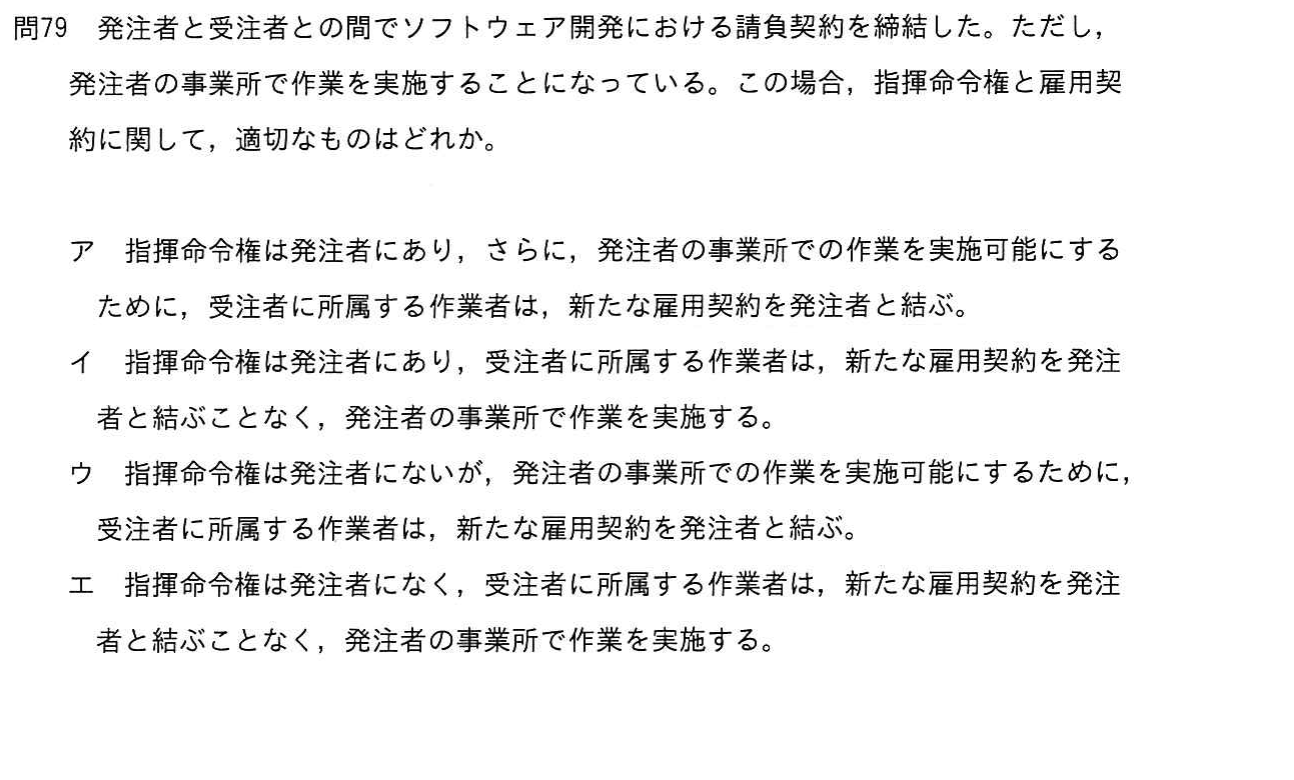 問79 発注者と受注者との間でソフトウェア開発における請負契約を締結した。ただし，
発注者の事業所で作業を実施することになっている。この場合，指揮命令権と雇用契
約に関して，適切なものはどれか。
ア 指揮命令権は発注者にあり，さらに，発注者の事業所での作業を実施可能にする
ために，受注者に所属する作業者は，新たな雇用契約を発注者と結ぶ。
イ 指揮命令権は発注者にあり，受注者に所属する作業者は，新たな雇用契約を発注
者と結ぶことなく，発注者の事業所で作業を実施する。
ウ 指揮命令権は発注者にないが，発注者の事業所での作業を実施可能にするために，
受注者に所属する作業者は，新たな雇用契約を発注者と結ぶ。
エ 指揮命令権は発注者になく，受注者に所属する作業者は，新たな雇用契約を発注
者と結ぶことなく，発注者の事業所で作業を実施する。